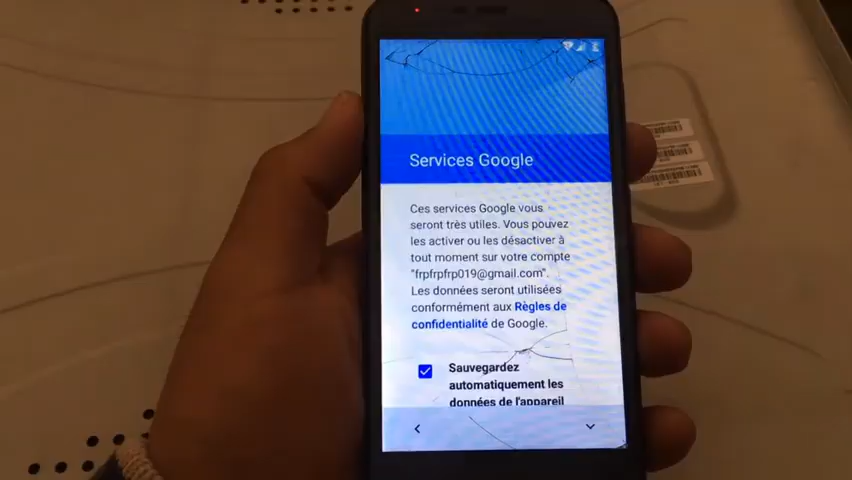 Services Google
Ces services Google vous
seront très utiles. Vous pouvez
les activer ou les désactiver à
tout moment sur votre compte
"frpfrpfrp019@gmail.com".
Les données seront utilisées
conformément aux Règles de
confidentialité de Google.
Sauvegardez
automatiquement les
données de l'appareil